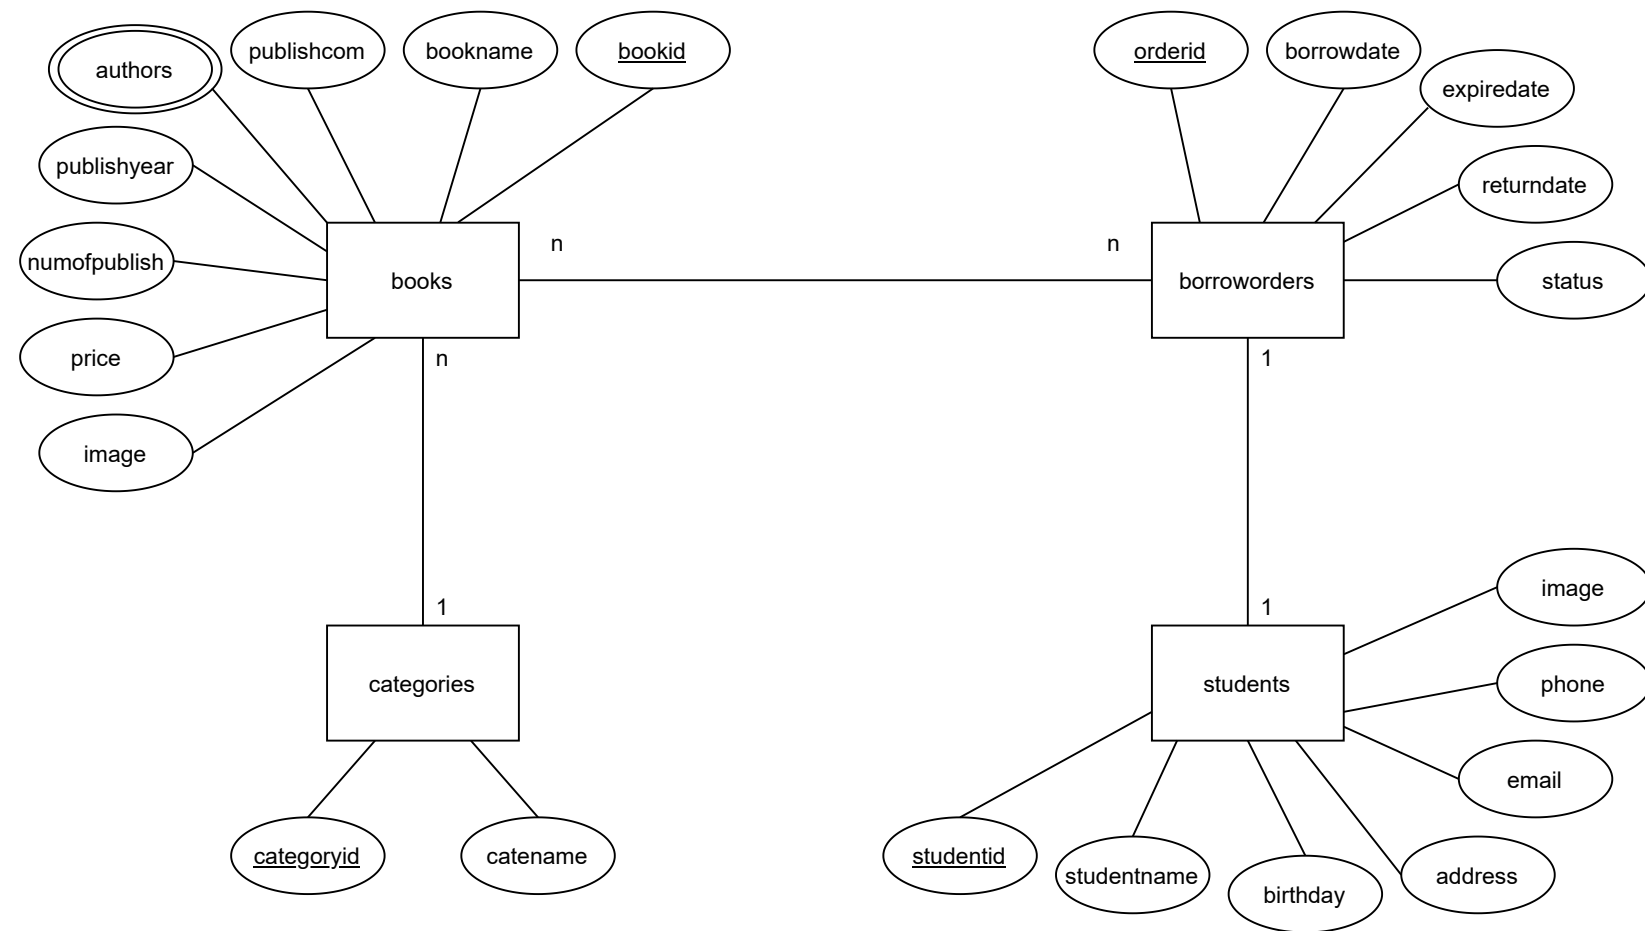 authors
publishcom
bookname
bookid
orderid
borrowdate
expiredate
publishyear
returndate
numofpublish
books
n
n
borroworders
status
price
n
1
image
1
1
image
categories
students
phone
email
categoryid
catename
studentid
studentname
birthday
address